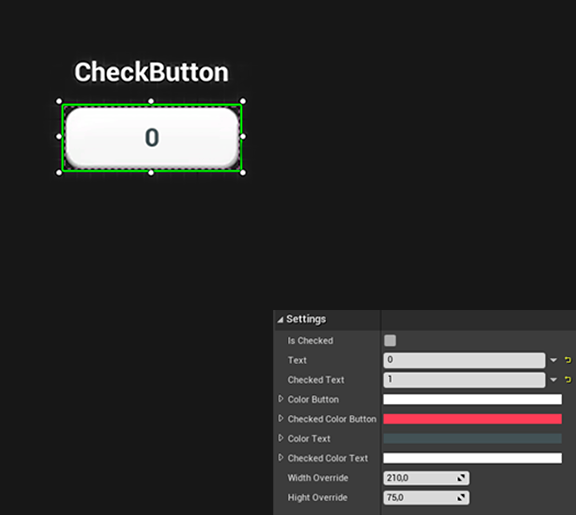 CheckButton
0
Settings
Is Checked
Text 0
Checked Text 1
Color Button
Checked Color Button
Color Text
Checked Color Text
Width Override 210,0
Hight Override 75,0